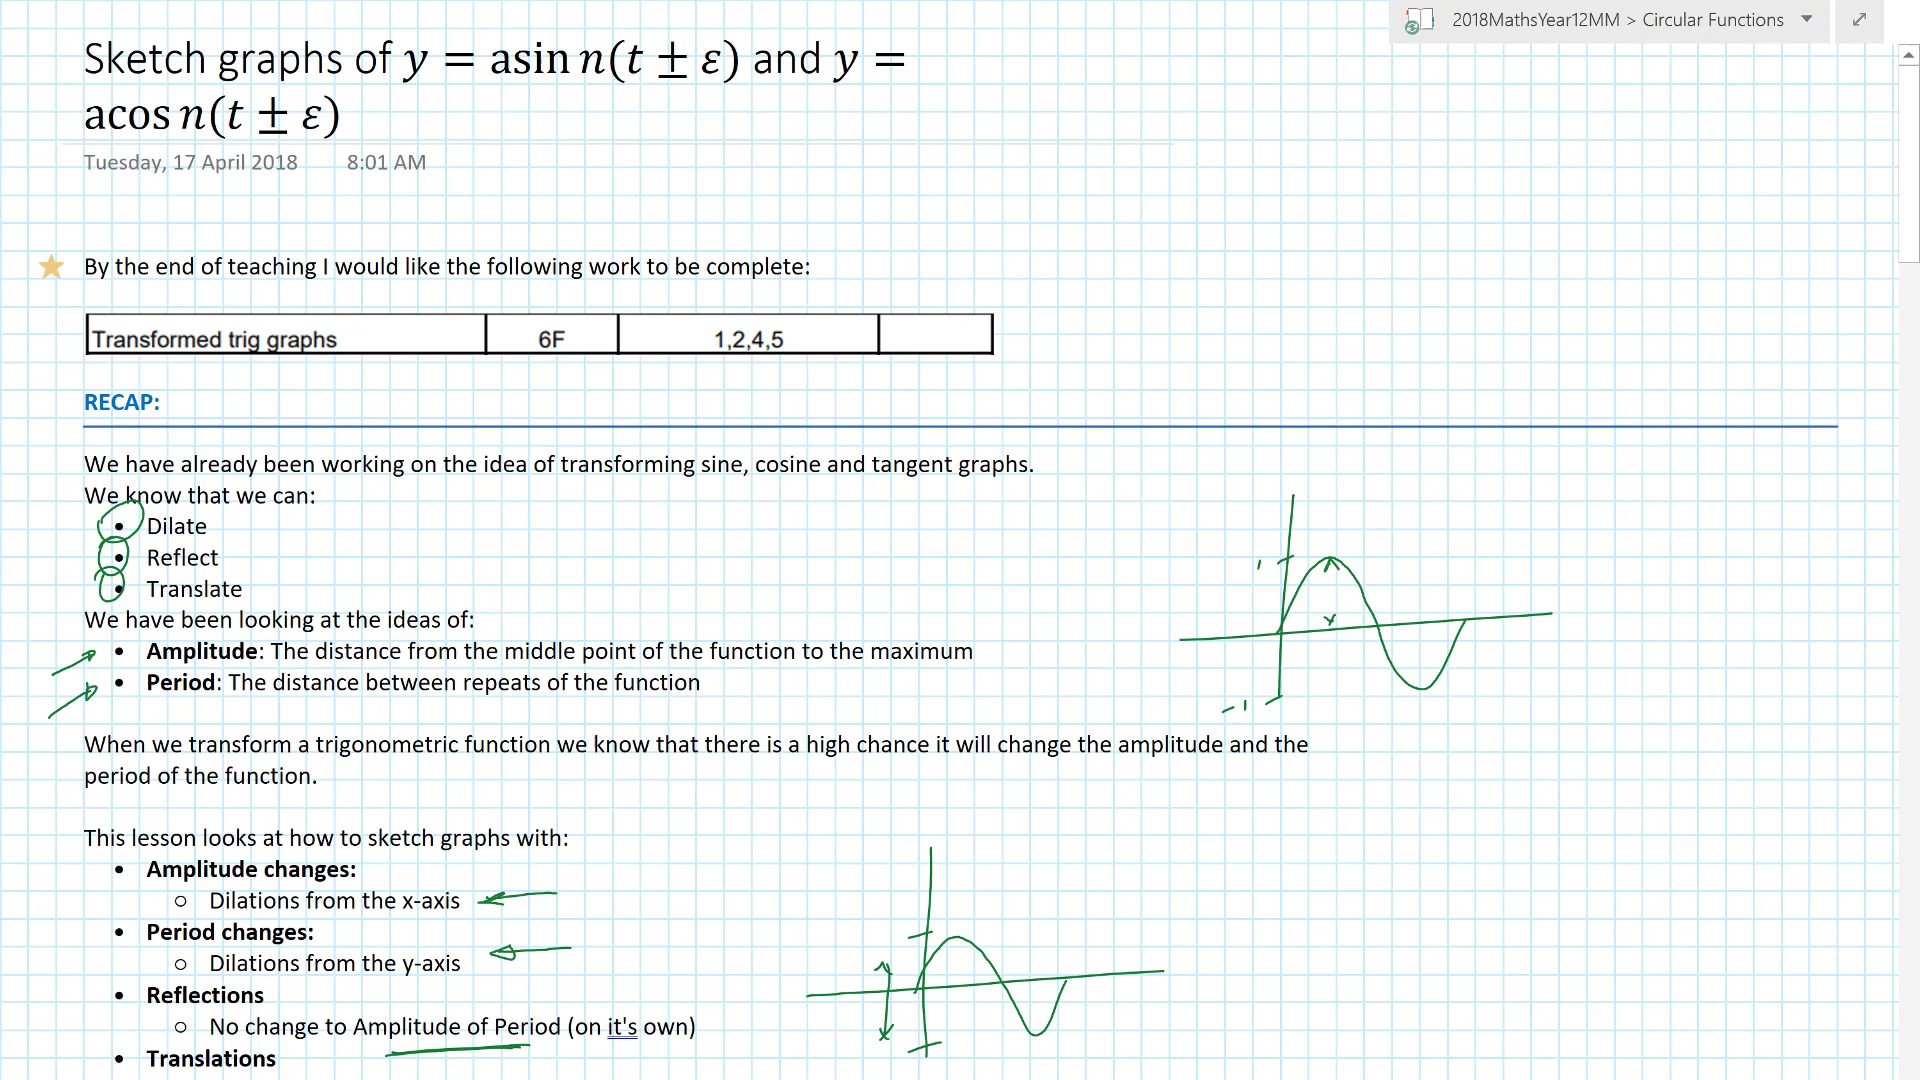 2018MathsYear12MM > Circular Functions
Sketch graphs of y = asin n(t ± ε) and y =
acos n(t ± ε)
Tuesday, 17 April 2018 8:01 AM
By the end of teaching I would like the following work to be complete:
Transformed trig graphs 6F 1,2,4,5
RECAP:
We have already been working on the idea of transforming sine, cosine and tangent graphs.
We know that we can:
• Dilate
• Reflect
• Translate
We have been looking at the ideas of:
• Amplitude: The distance from the middle point of the function to the maximum
• Period: The distance between repeats of the function
1
-1
When we transform a trigonometric function we know that there is a high chance it will change the amplitude and the
period of the function.
This lesson looks at how to sketch graphs with:
• Amplitude changes:
○ Dilations from the x-axis
• Period changes:
○ Dilations from the y-axis
• Reflections
○ No change to Amplitude of Period (on it's own)
• Translations